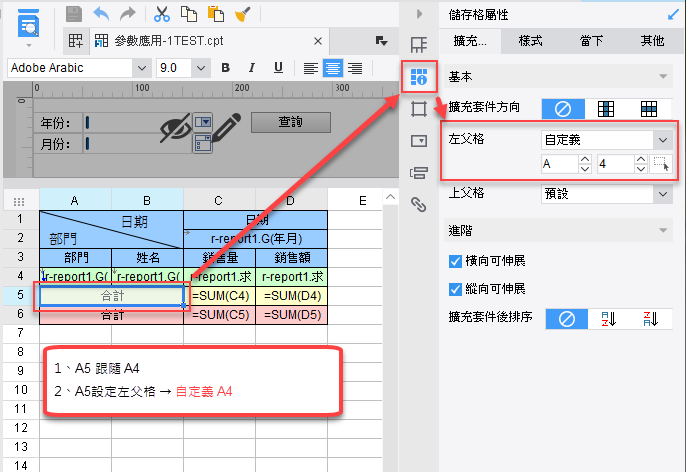 儲存格屬性
參數應用-1TEST.cpt
擴充... 樣式 當下 其他
Adobe Arabic 9.0 B I U
基本
0 100 200 300
擴充套件方向
年份: 查詢
左父格 自定義
月份:
A 4
上父格 預設
A B C D E
1 日期 日期
部門
2 r-report1.G(年月)
進階
3 部門 姓名 銷售量 銷售額
橫向可伸展
4 r-report1.G( r-report1.G( r-report1.求 r-report1.求
縱向可伸展
5 合計 =SUM(C4) =SUM(D4)
6 合計 =SUM(C5) =SUM(D5)
擴充套件後排序
7
8
9
10
11
12
13
14
1、A5 跟隨 A4
2、A5設定左父格 → 自定義 A4